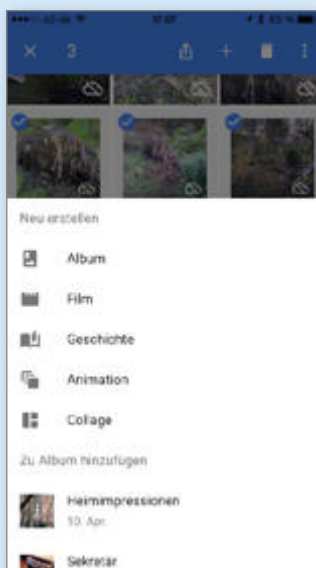 3
Neu erstellen
Album
Film
Geschichte
Animation
Collage
Zu Album hinzufügen
Heimimpressionen
10. Apr.
Sekretär